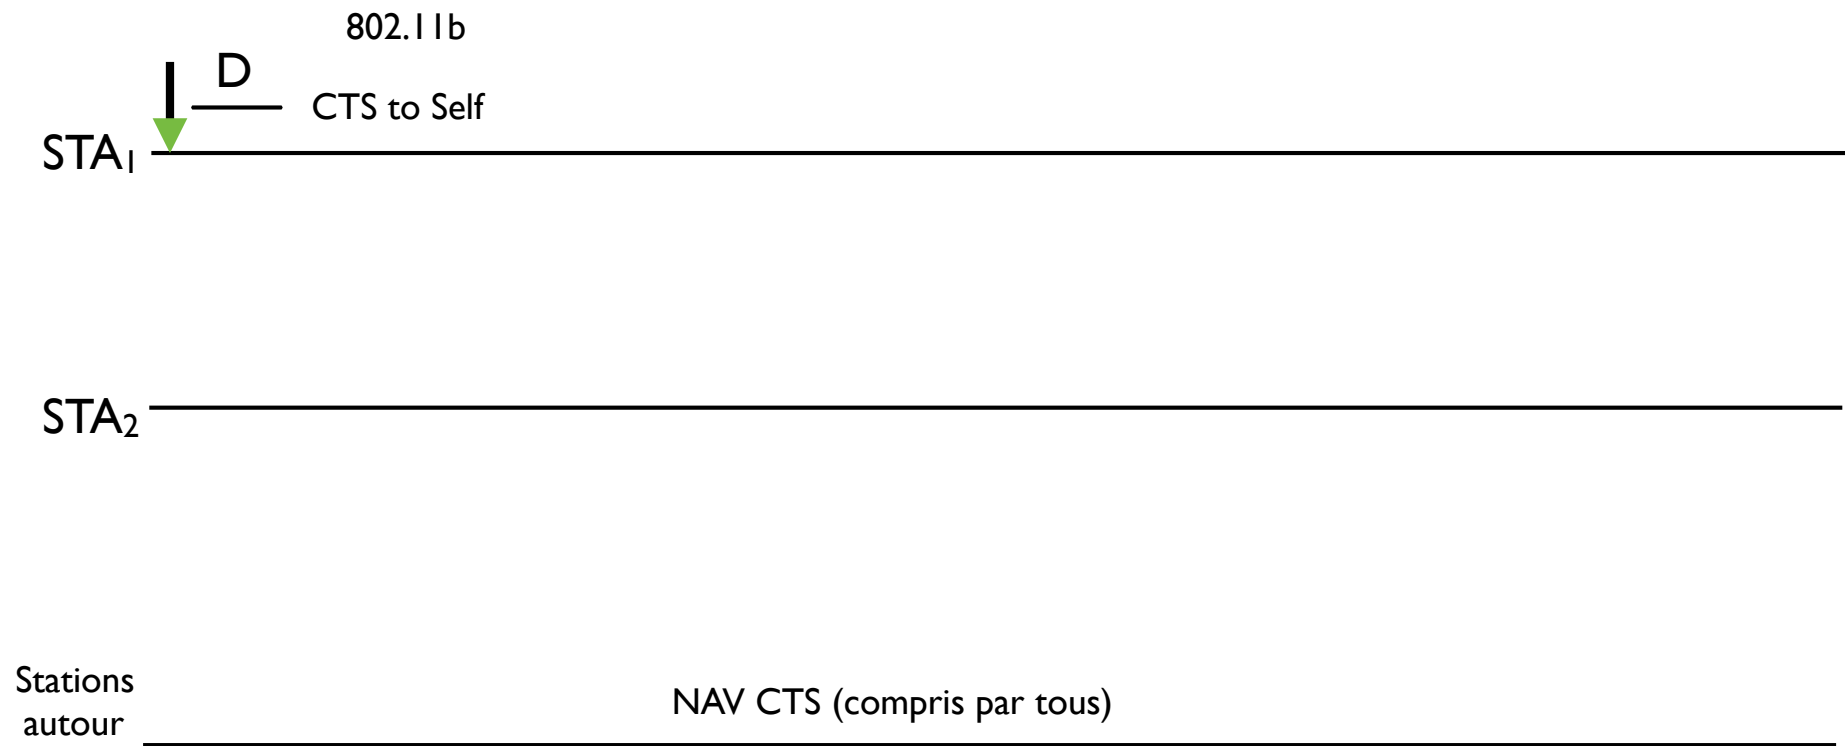 802.11b
D
CTS to Self
STA₁
STA₂
Stations
autour
NAV CTS (compris par tous)